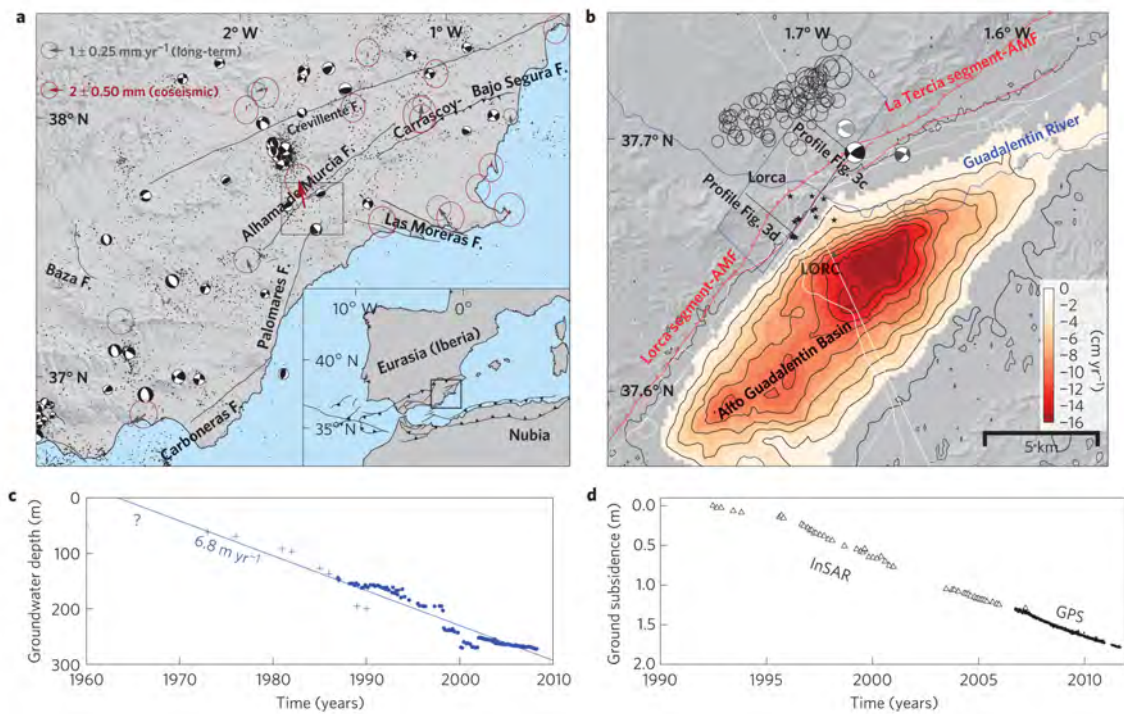 a
2° W
1° W
1 ± 0.25 mm yr⁻¹ (long-term)
2 ± 0.50 mm (coseismic)
38° N
37° N
Crevillente F.
Carrascoy-
Bajo Segura F.
Alhama de Murcia F.
Las Moreras F.
Baza F.
Palomares F.
Carboneras F.
10° W
0°
40° N
35° N
Eurasia (Iberia)
Nubia
b
1.7° W
1.6° W
37.7° N
37.6° N
La Tercia segment-AMF
Guadalentin River
Profile Fig. 3c
Lorca
Profile Fig. 3d
LORC
Lorca segment-AMF
Alto Guadalentin Basin
0
−2
−4
−6
−8
−10
−12
−14
−16
(cm yr⁻¹)
5 km
c
Groundwater depth (m)
0
100
200
300
?
6.8 m yr⁻¹
1960
1970
1980
1990
2000
2010
Time (years)
d
Ground subsidence (m)
0.0
0.5
1.0
1.5
2.0
InSAR
GPS
1990
1995
2000
2005
2010
Time (years)